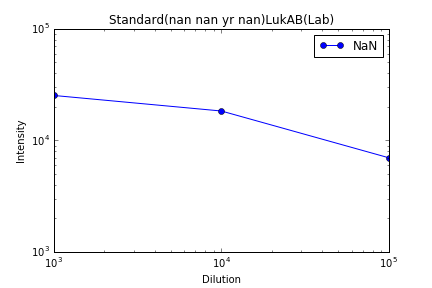 Standard(nan nan yr nan)LukAB(Lab)
NaN
10^5
10^4
10^3
Intensity
10^3 10^4 10^5
Dilution